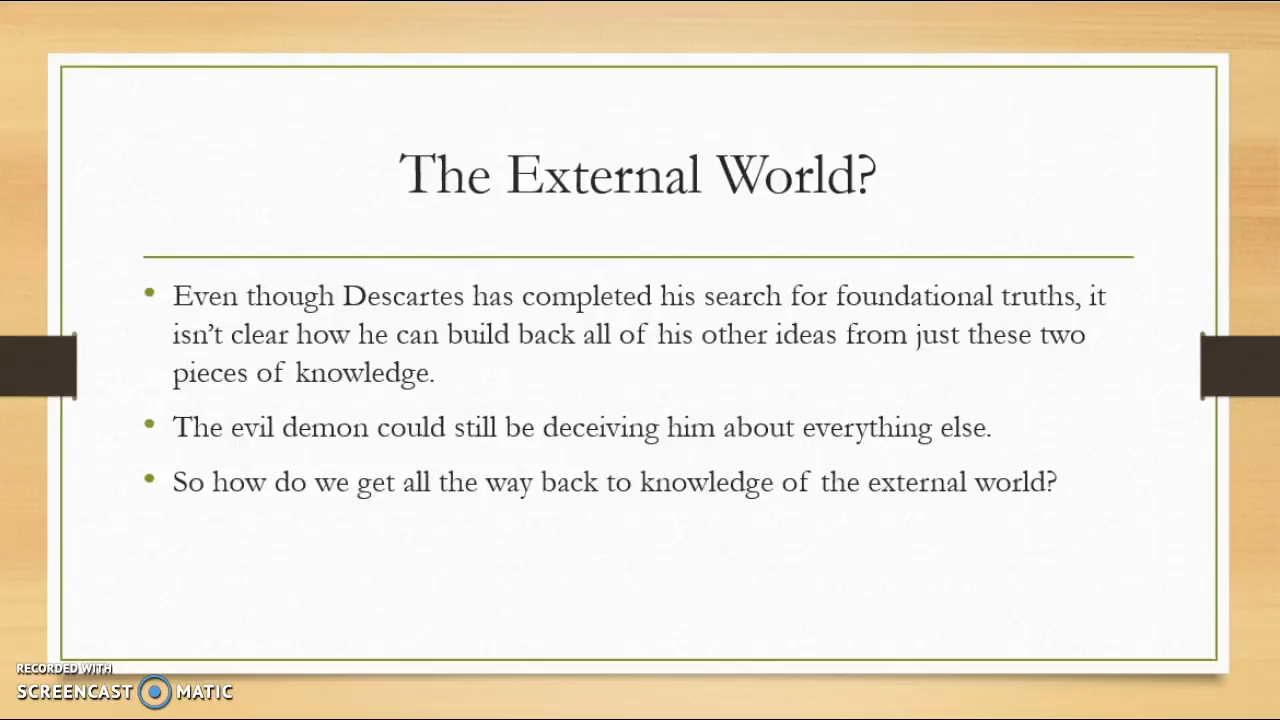 The External World?
• Even though Descartes has completed his search for foundational truths, it
isn't clear how he can build back all of his other ideas from just these two
pieces of knowledge.
• The evil demon could still be deceiving him about everything else.
• So how do we get all the way back to knowledge of the external world?
RECORDED WITH
SCREENCAST MATIC